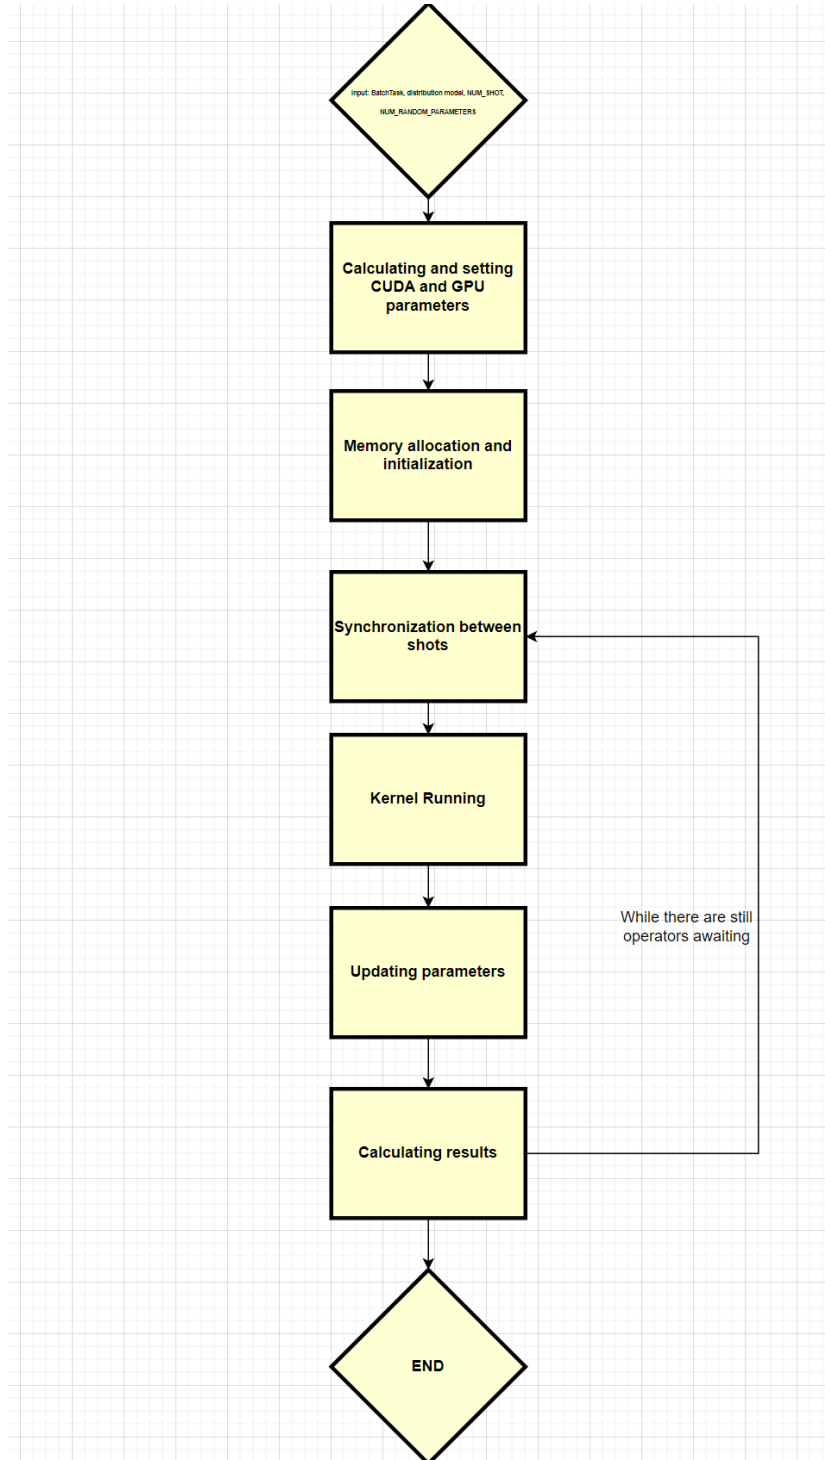 Input: BatchTask, distribution model, NUM_SHOT,
NUM_RANDOM_PARAMETERS
Calculating and setting
CUDA and GPU
parameters
Memory allocation and
initialization
Synchronization between
shots
Kernel Running
While there are still
operators awaiting
Updating parameters
Calculating results
END